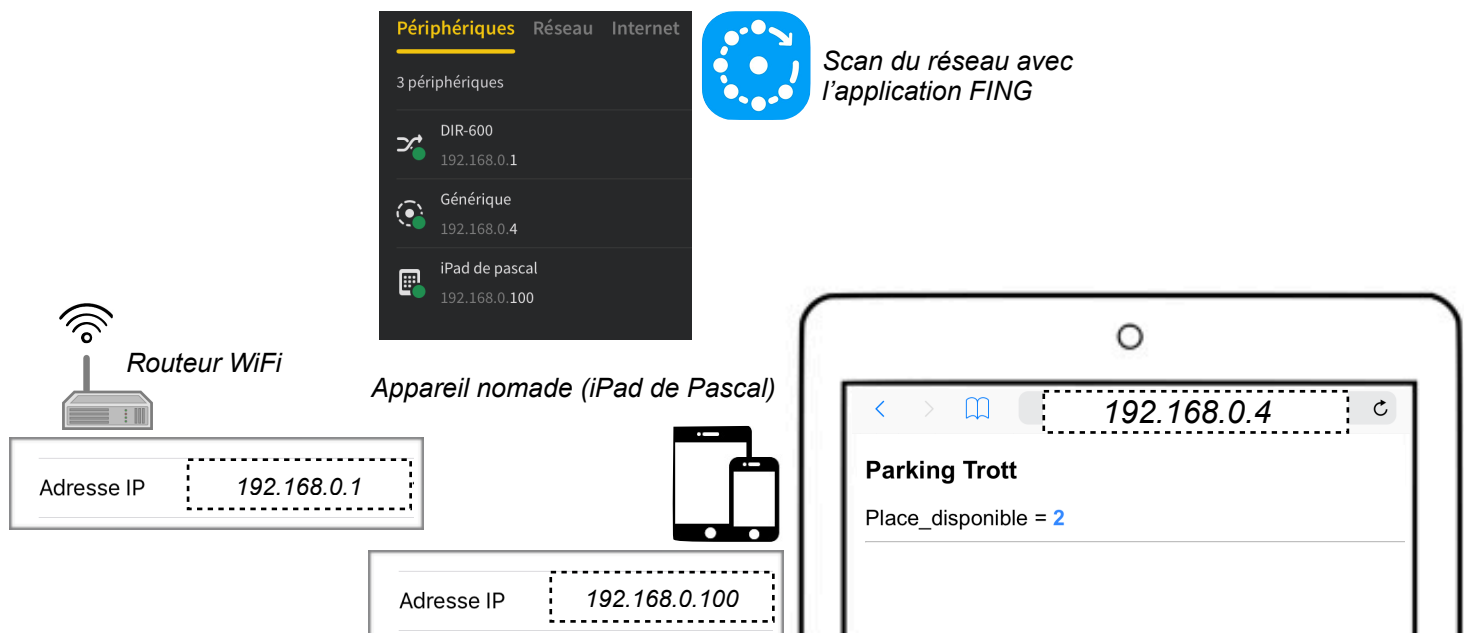 Périphériques Réseau Internet
3 périphériques
DIR-600
192.168.0.1
Générique
192.168.0.4
iPad de pascal
192.168.0.100
Scan du réseau avec
l'application FING
Routeur WiFi
Adresse IP 192.168.0.1
Appareil nomade (iPad de Pascal)
Adresse IP 192.168.0.100
192.168.0.4
Parking Trott
Place_disponible = 2